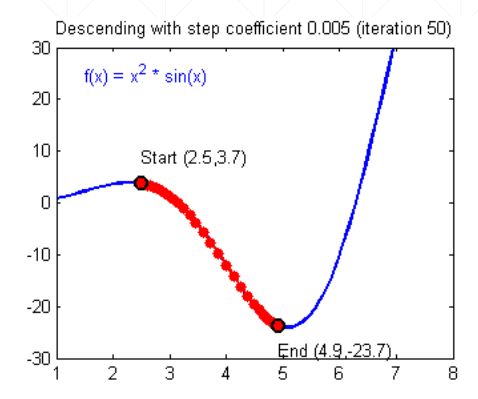 Descending with step coefficient 0.005 (iteration 50)
30
f(x) = x² * sin(x)
20
10
Start (2.5,3.7)
0
-10
-20
End (4.9,-23.7)
-30
1 2 3 4 5 6 7 8